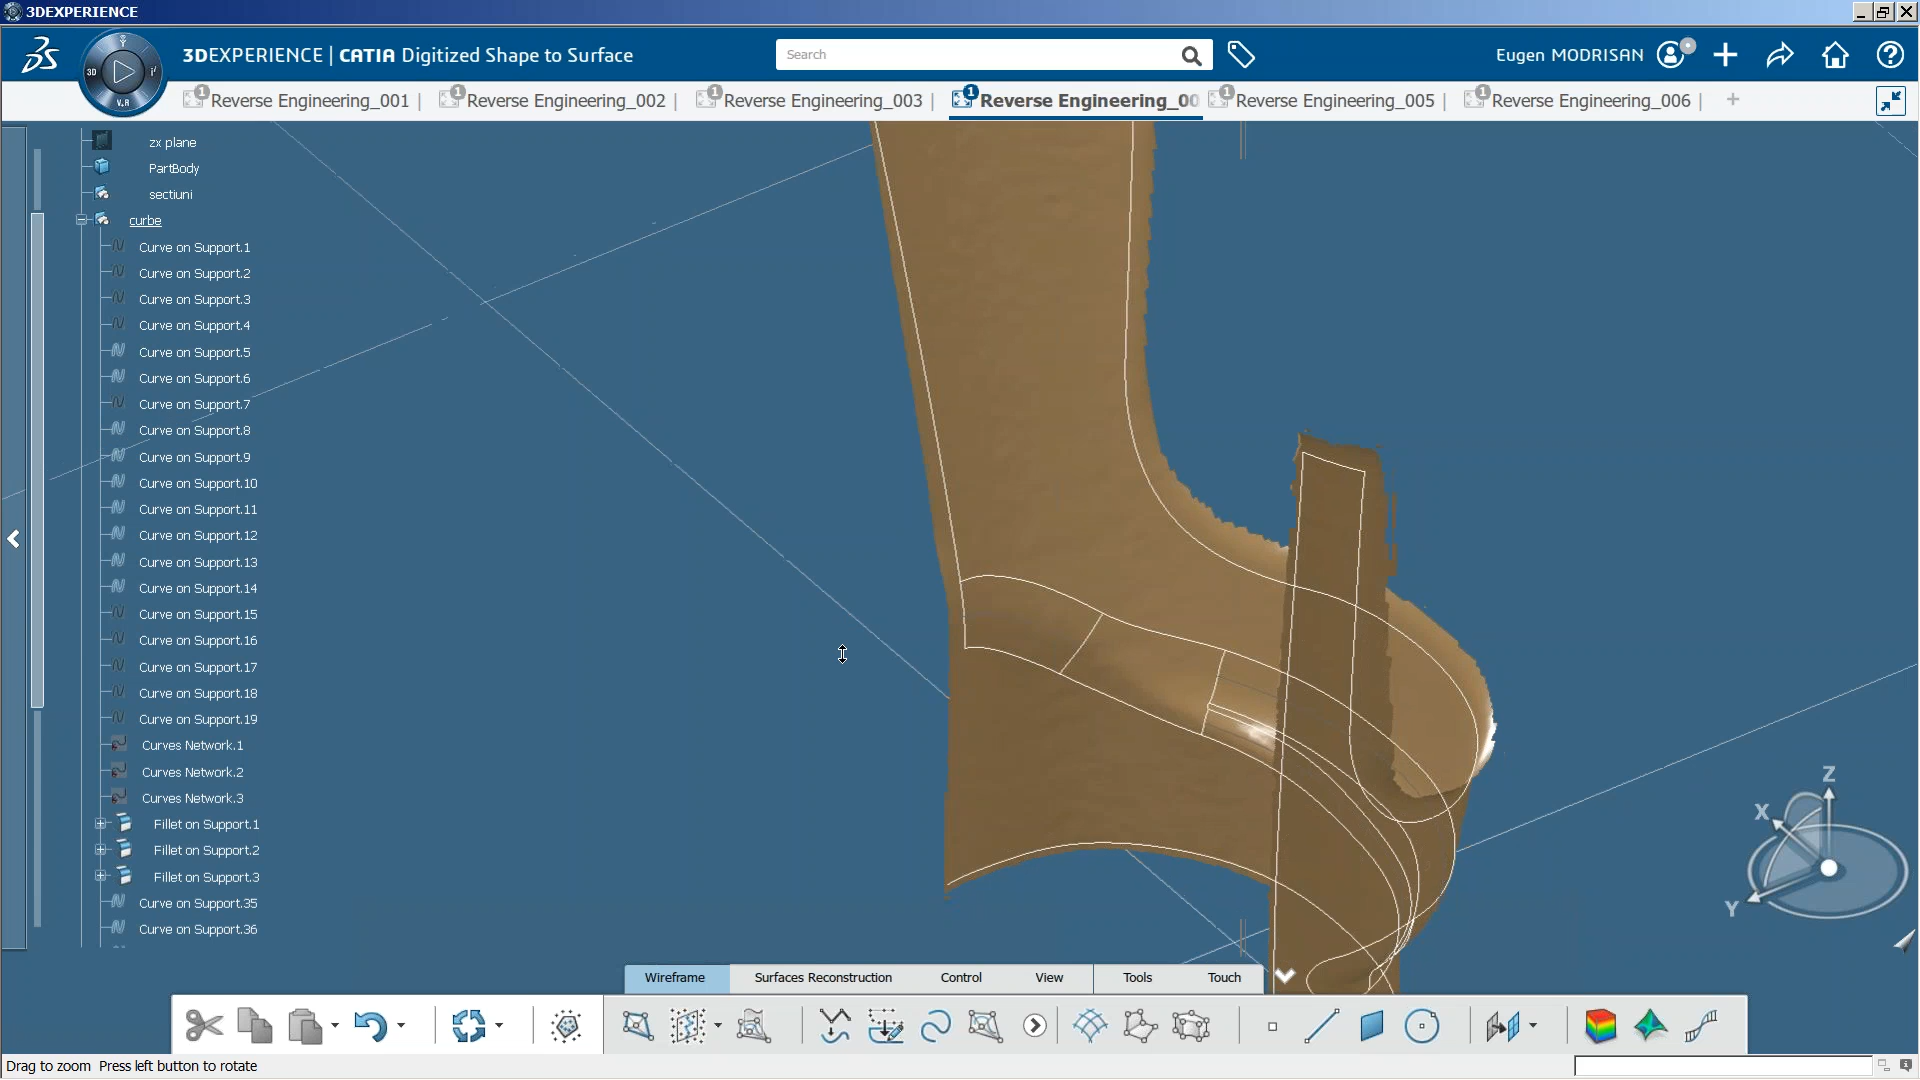 3DEXPERIENCE
3DEXPERIENCE | CATIA Digitized Shape to Surface
Search
Eugen MODRISAN
3D
V.R
1 Reverse Engineering_001
1 Reverse Engineering_002
1 Reverse Engineering_003
1 Reverse Engineering_00
1 Reverse Engineering_005
1 Reverse Engineering_006
zx plane
PartBody
sectiuni
curbe
Curve on Support.1
Curve on Support.2
Curve on Support.3
Curve on Support.4
Curve on Support.5
Curve on Support.6
Curve on Support.7
Curve on Support.8
Curve on Support.9
Curve on Support.10
Curve on Support.11
Curve on Support.12
Curve on Support.13
Curve on Support.14
Curve on Support.15
Curve on Support.16
Curve on Support.17
Curve on Support.18
Curve on Support.19
Curves Network.1
Curves Network.2
Curves Network.3
Fillet on Support.1
Fillet on Support.2
Fillet on Support.3
Curve on Support.35
Curve on Support.36
Z
X
Y
Wireframe
Surfaces Reconstruction
Control
View
Tools
Touch
Drag to zoom Press left button to rotate